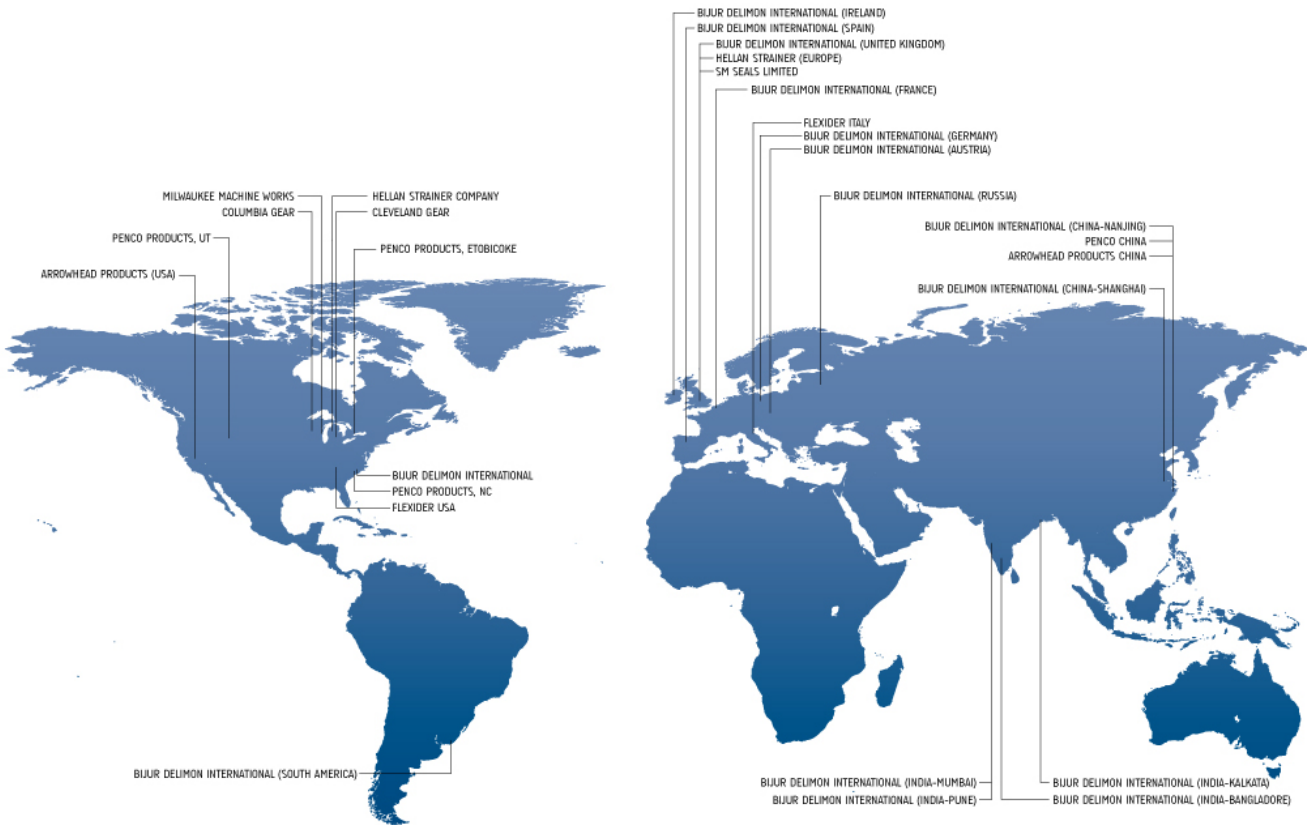 BIJUR DELIMON INTERNATIONAL (IRELAND)
BIJUR DELIMON INTERNATIONAL (SPAIN)
BIJUR DELIMON INTERNATIONAL (UNITED KINGDOM)
HELLAN STRAINER (EUROPE)
SM SEALS LIMITED
BIJUR DELIMON INTERNATIONAL (FRANCE)
FLEXIDER ITALY
BIJUR DELIMON INTERNATIONAL (GERMANY)
BIJUR DELIMON INTERNATIONAL (AUSTRIA)
MILWAUKEE MACHINE WORKS
HELLAN STRAINER COMPANY
BIJUR DELIMON INTERNATIONAL (RUSSIA)
COLUMBIA GEAR
CLEVELAND GEAR
BIJUR DELIMON INTERNATIONAL (CHINA-NANJING)
PENCO PRODUCTS, UT
PENCO CHINA
PENCO PRODUCTS, ETOBICOKE
ARROWHEAD PRODUCTS CHINA
ARROWHEAD PRODUCTS (USA)
BIJUR DELIMON INTERNATIONAL (CHINA-SHANGHAI)
BIJUR DELIMON INTERNATIONAL
PENCO PRODUCTS, NC
FLEXIDER USA
BIJUR DELIMON INTERNATIONAL (SOUTH AMERICA)
BIJUR DELIMON INTERNATIONAL (INDIA-MUMBAI)
BIJUR DELIMON INTERNATIONAL (INDIA-KALKATA)
BIJUR DELIMON INTERNATIONAL (INDIA-PUNE)
BIJUR DELIMON INTERNATIONAL (INDIA-BANGLADORE)